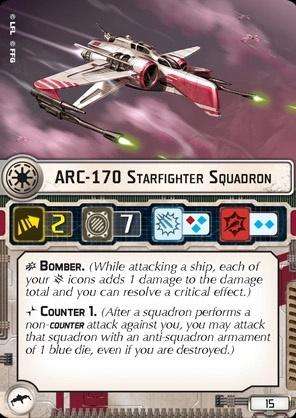 © LFL © FFG
ARC-170 Starfighter Squadron
2
7
Bomber. (While attacking a ship, each of
your icons adds 1 damage to the damage
total and you can resolve a critical effect.)
Counter 1. (After a squadron performs a
non-counter attack against you, you may attack
that squadron with an anti-squadron armament
of 1 blue die, even if you are destroyed.)
15